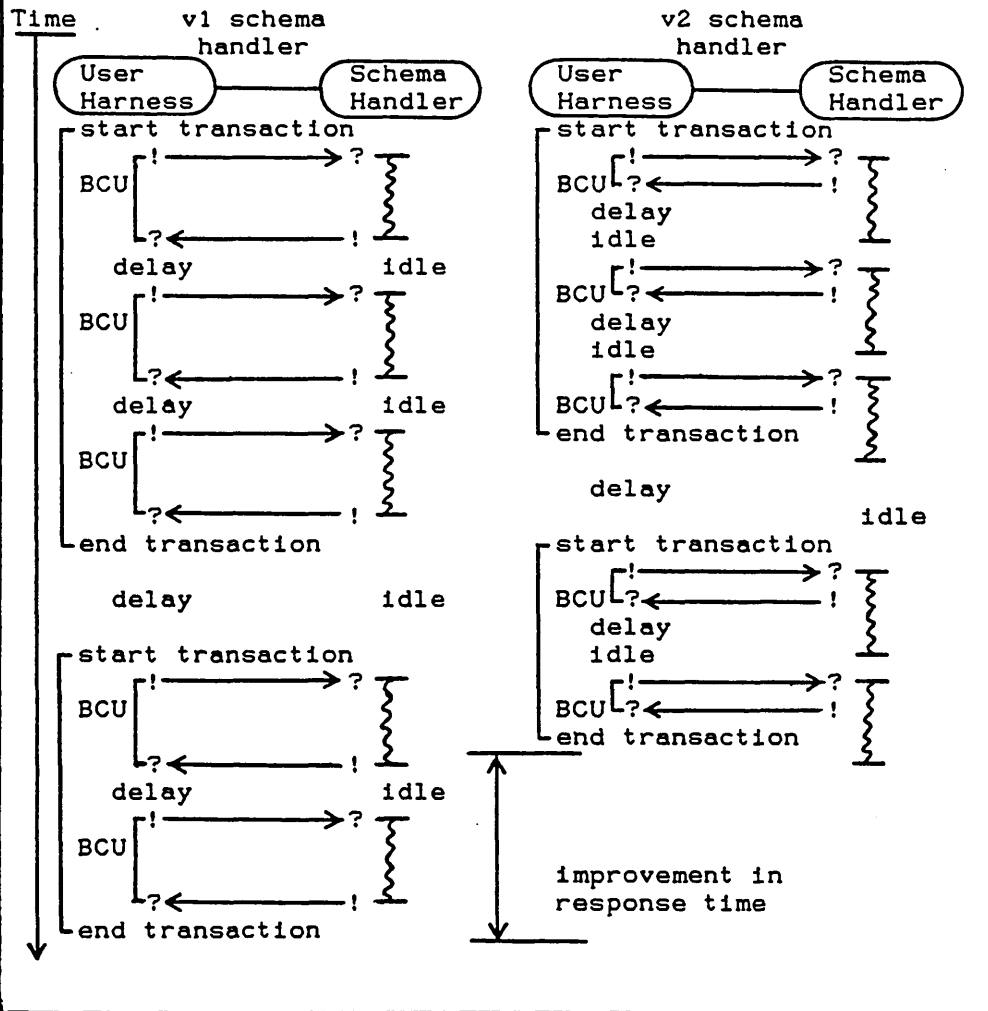 Time
v1 schema
handler
User
Harness
Schema
Handler
start transaction
! ?
BCU
? !
delay idle
! ?
BCU
? !
delay idle
! ?
BCU
? !
end transaction
delay idle
start transaction
! ?
BCU
? !
delay idle
! ?
BCU
? !
end transaction
v2 schema
handler
User
Harness
Schema
Handler
start transaction
! ?
BCU ? !
delay
idle
! ?
BCU ? !
delay
idle
! ?
BCU ? !
end transaction
delay
idle
start transaction
! ?
BCU ? !
delay
idle
! ?
BCU ? !
end transaction
improvement in
response time